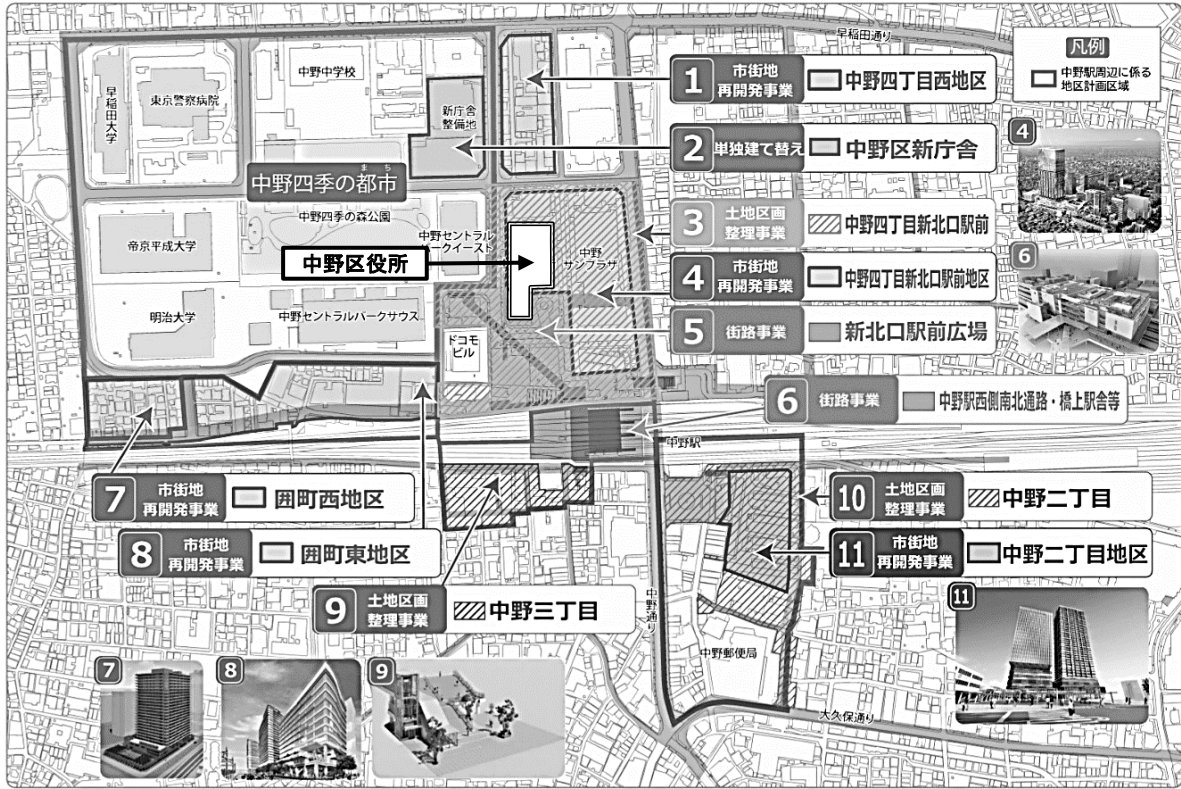 早稲田通り
凡例
中野駅周辺に係る
地区計画区域
中野中学校
早稲田大学
東京警察病院
新庁舎
整備地
1
市街地
再開発事業
中野四丁目西地区
2
単独建て替え
中野区新庁舎
4
まち
中野四季の都市
3
土地区画
整理事業
中野四丁目新北口駅前
中野四季の森公園
帝京平成大学
中野セントラル
パークイースト
中野
サンプラザ
中野区役所
4
市街地
再開発事業
中野四丁目新北口駅前地区
6
明治大学
中野セントラルパークサウス
ドコモ
ビル
5
街路事業
新北口駅前広場
6
街路事業
中野駅西側南北通路・橋上駅舎等
中野駅
7
市街地
再開発事業
囲町西地区
10
土地区画
整理事業
中野二丁目
8
市街地
再開発事業
囲町東地区
11
市街地
再開発事業
中野二丁目地区
9
土地区画
整理事業
中野三丁目
中野通り
中野郵便局
11
7
8
9
大久保通り